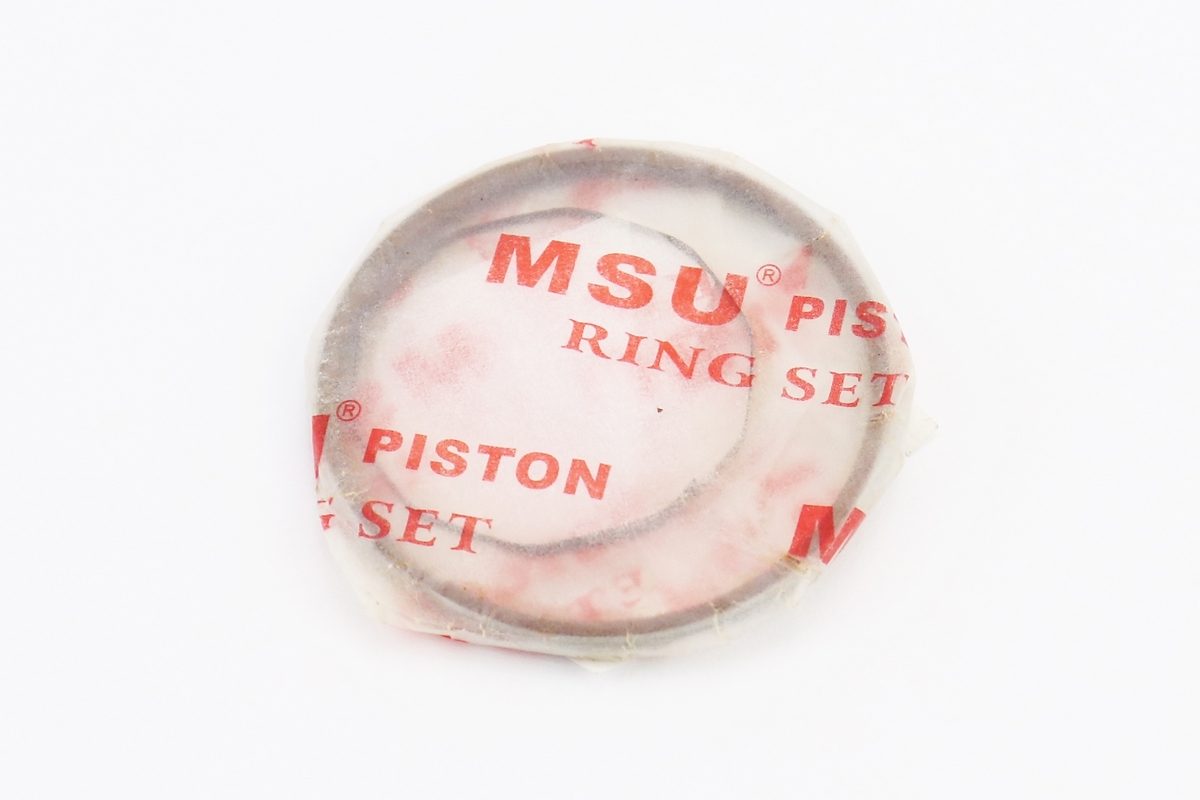 MSU® PIS
RING SET
® PISTON
SET
M